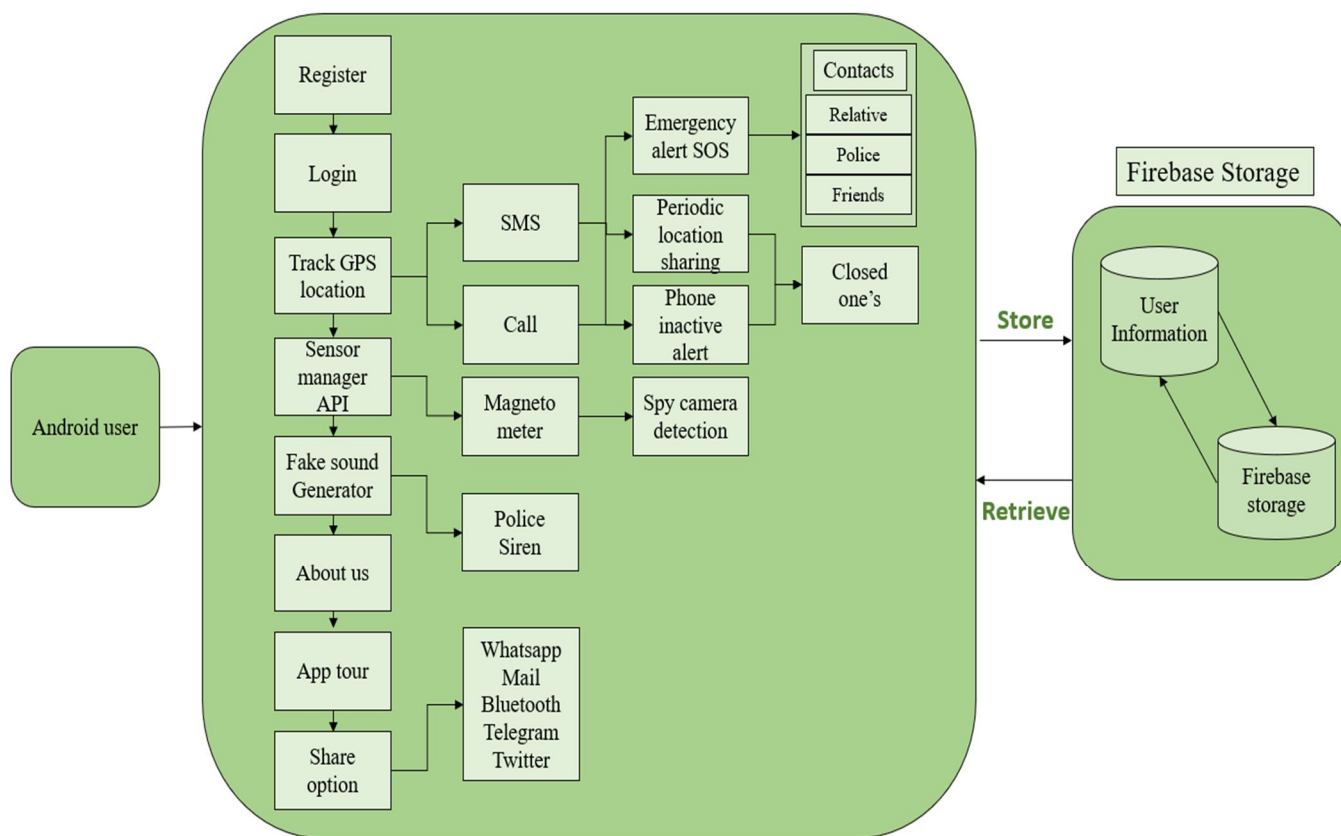 Android user
Register
Login
Track GPS
location
Sensor
manager
API
Fake sound
Generator
About us
App tour
Share
option
SMS
Call
Magneto
meter
Police
Siren
Whatsapp
Mail
Bluetooth
Telegram
Twitter
Emergency
alert SOS
Periodic
location
sharing
Phone
inactive
alert
Spy camera
detection
Contacts
Relative
Police
Friends
Closed
one’s
Store
Retrieve
Firebase Storage
User
Information
Firebase
storage